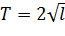 T = 2√l